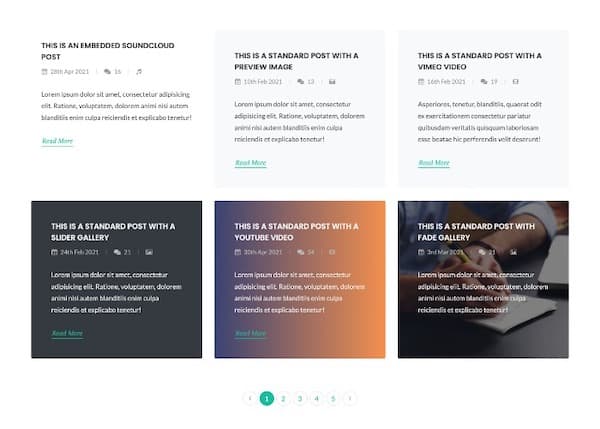 THIS IS AN EMBEDDED SOUNDCLOUD
POST
28th Apr 2021 | 16 |
Lorem ipsum dolor sit amet, consectetur adipisicing
elit. Ratione, voluptatem, dolorem animi nisi autem
blanditiis enim culpa reiciendis et explicabo tenetur!
Read More
THIS IS A STANDARD POST WITH A
PREVIEW IMAGE
10th Feb 2021 | 13 |
Lorem ipsum dolor sit amet, consectetur
adipisicing elit. Ratione, voluptatem, dolorem
animi nisi autem blanditiis enim culpa
reiciendis et explicabo tenetur!
Read More
THIS IS A STANDARD POST WITH A
VIMEO VIDEO
16th Feb 2021 | 19 |
Asperiores, tenetur, blanditiis, quaerat odit
ex exercitationem consectetur pariatur
quibusdam veritatis quisquam laboriosam
esse beatae hic perferendis velit deserunt!
Read More
THIS IS A STANDARD POST WITH A
SLIDER GALLERY
24th Feb 2021 | 21 |
Lorem ipsum dolor sit amet, consectetur
adipisicing elit. Ratione, voluptatem, dolorem
animi nisi autem blanditiis enim culpa
reiciendis et explicabo tenetur!
Read More
THIS IS A STANDARD POST WITH A
YOUTUBE VIDEO
30th Apr 2021 | 34 |
Lorem ipsum dolor sit amet, consectetur
adipisicing elit. Ratione, voluptatem, dolorem
animi nisi autem blanditiis enim culpa
reiciendis et explicabo tenetur!
Read More
THIS IS A STANDARD POST WITH
FADE GALLERY
3rd Mar 2021 | 21 |
Lorem ipsum dolor sit amet, consectetur
adipisicing elit. Ratione, voluptatem, dolorem
animi nisi autem blanditiis enim culpa
reiciendis et explicabo tenetur!
‹ 1 2 3 4 5 ›